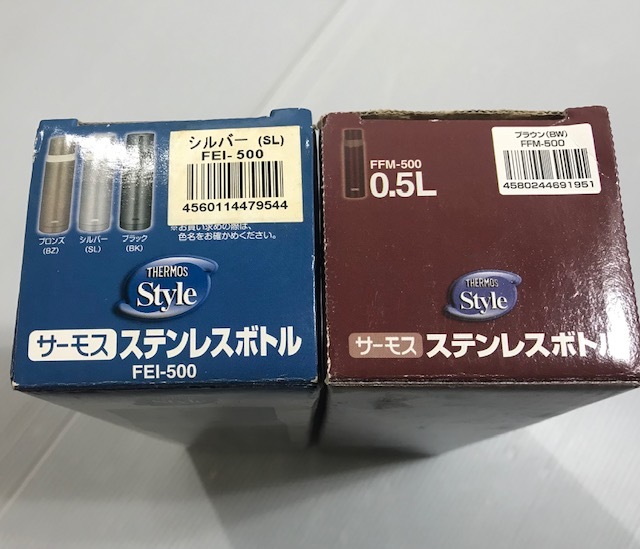 シルバー (SL)
FEI-500
4560114479544
ブロンズ
(BZ)
シルバー
(SL)
ブラック
(BK)
※お買い求めの際は、
色名をお確かめください。
THERMOS
Style
サーモス ステンレスボトル
FEI-500
ブラウン(BW)
FFM-500
4580244691951
FFM-500
0.5L
THERMOS
Style
サーモス ステンレスボトル